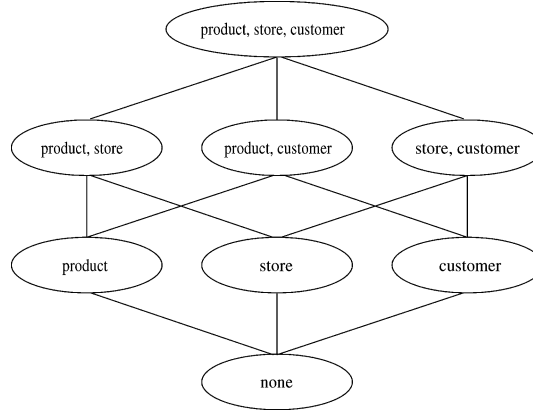 product, store, customer
product, store
product, customer
store, customer
product
store
customer
none